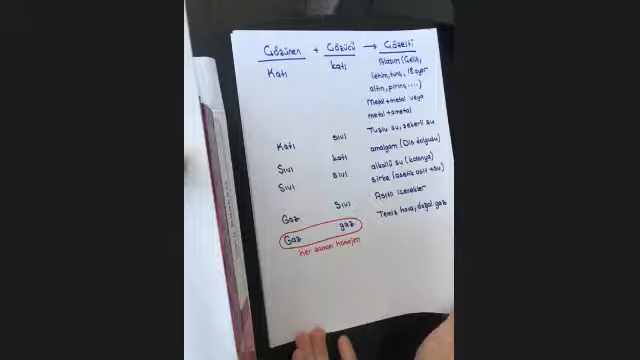 Çözünen + Çözücü → Çözelti
Katı katı Alaşım (Çelik,
lehim, tunç, 18 ayar
altın, pirinç, ....)
Metal + metal veya
metal + ametal
Katı sıvı Tuzlu su, şekerli su
Sıvı katı amalgam (Diş dolgusu)
Sıvı sıvı alkollü su (kolonya)
sirke (asetik asit + su)
Gaz Sıvı Asitli içecekler
Gaz gaz Temiz hava, doğal gaz
her zaman homojen